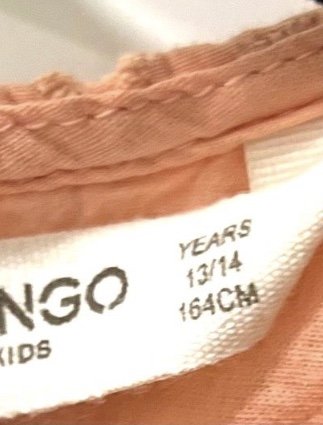 NGO
KIDS
YEARS
13/14
164CM